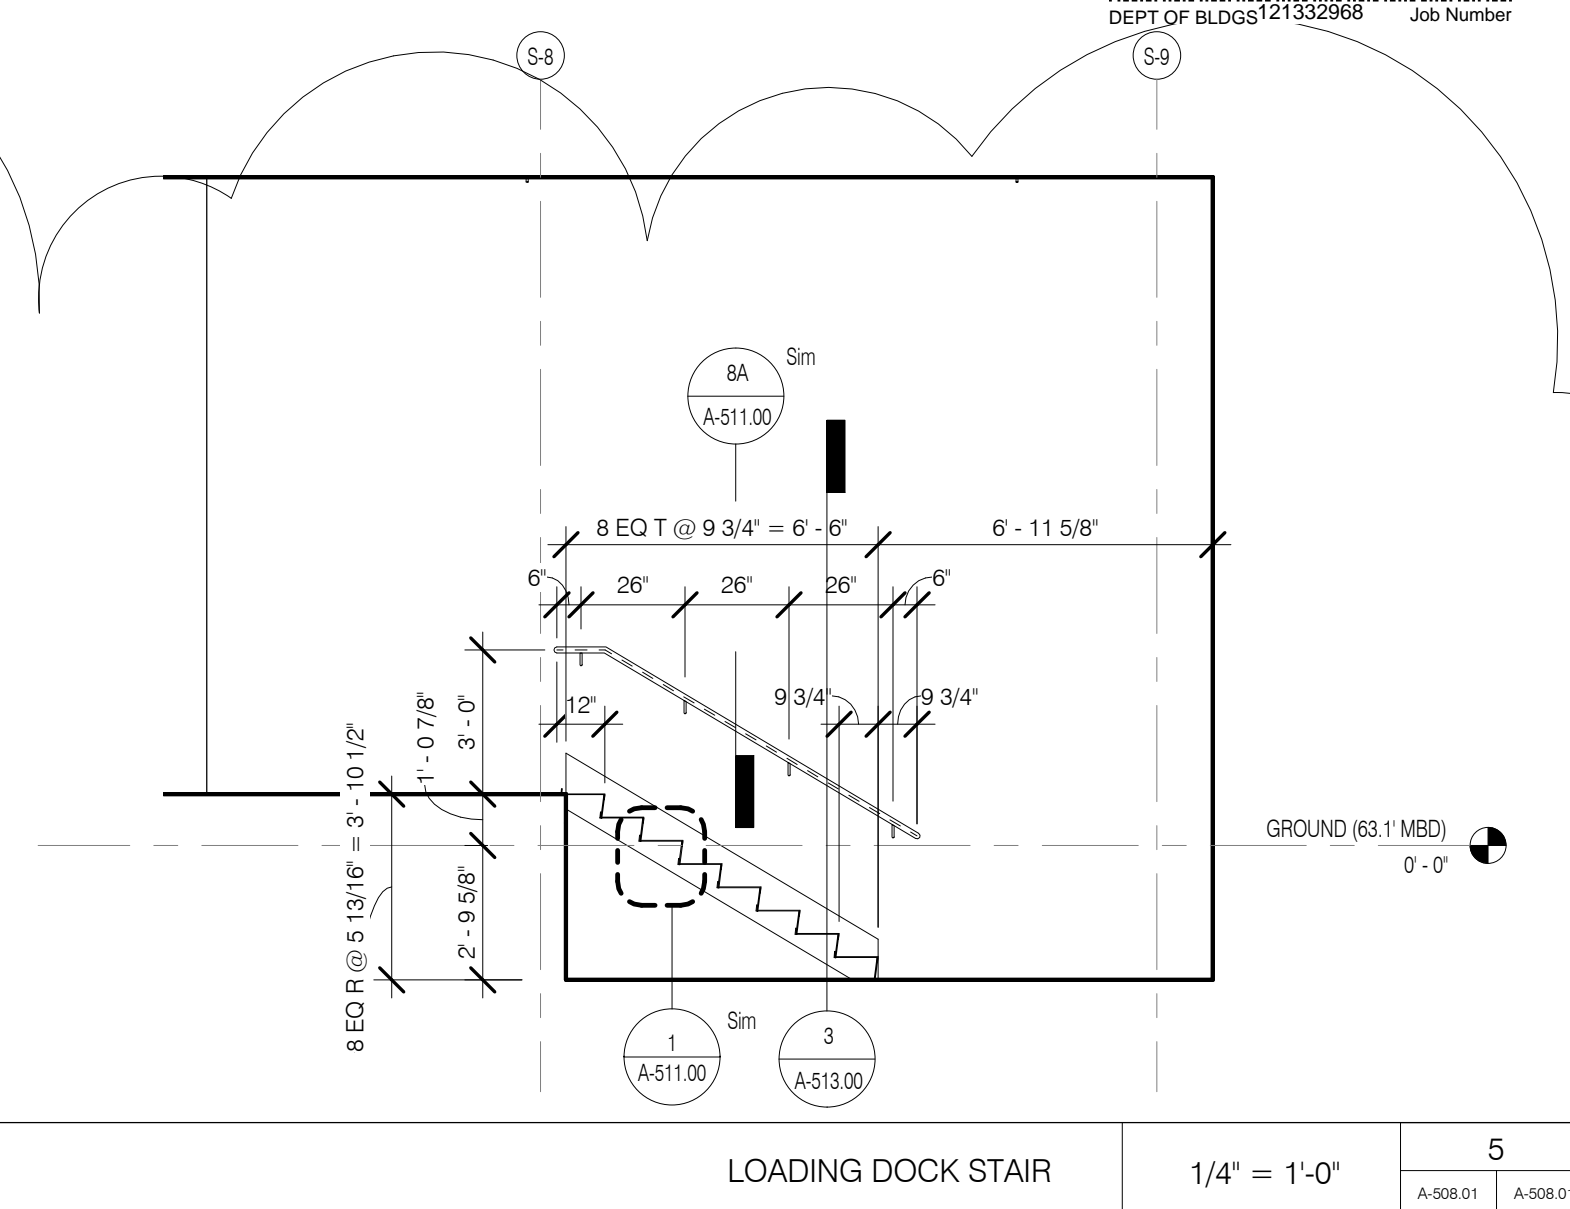 DEPT OF BLDGS121332968 Job Number
S-8
S-9
8A
A-511.00
Sim
8 EQ T @ 9 3/4" = 6' - 6"
6' - 11 5/8"
6"
26"
26"
26"
6"
12"
9 3/4"
9 3/4"
3' - 0"
1' - 0 7/8"
2' - 9 5/8"
8 EQ R @ 5 13/16" = 3' - 10 1/2"
GROUND (63.1' MBD)
0' - 0"
1
A-511.00
Sim
3
A-513.00
LOADING DOCK STAIR
1/4" = 1'-0"
5
A-508.01
A-508.01